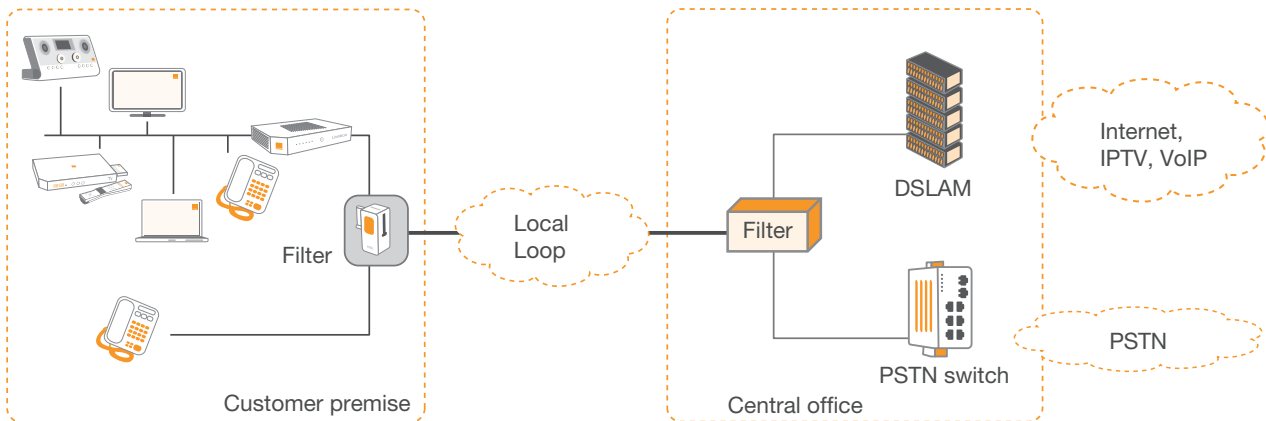 Internet,
IPTV, VoIP
DSLAM
Local
Loop
Filter
Filter
PSTN
PSTN switch
Customer premise
Central office